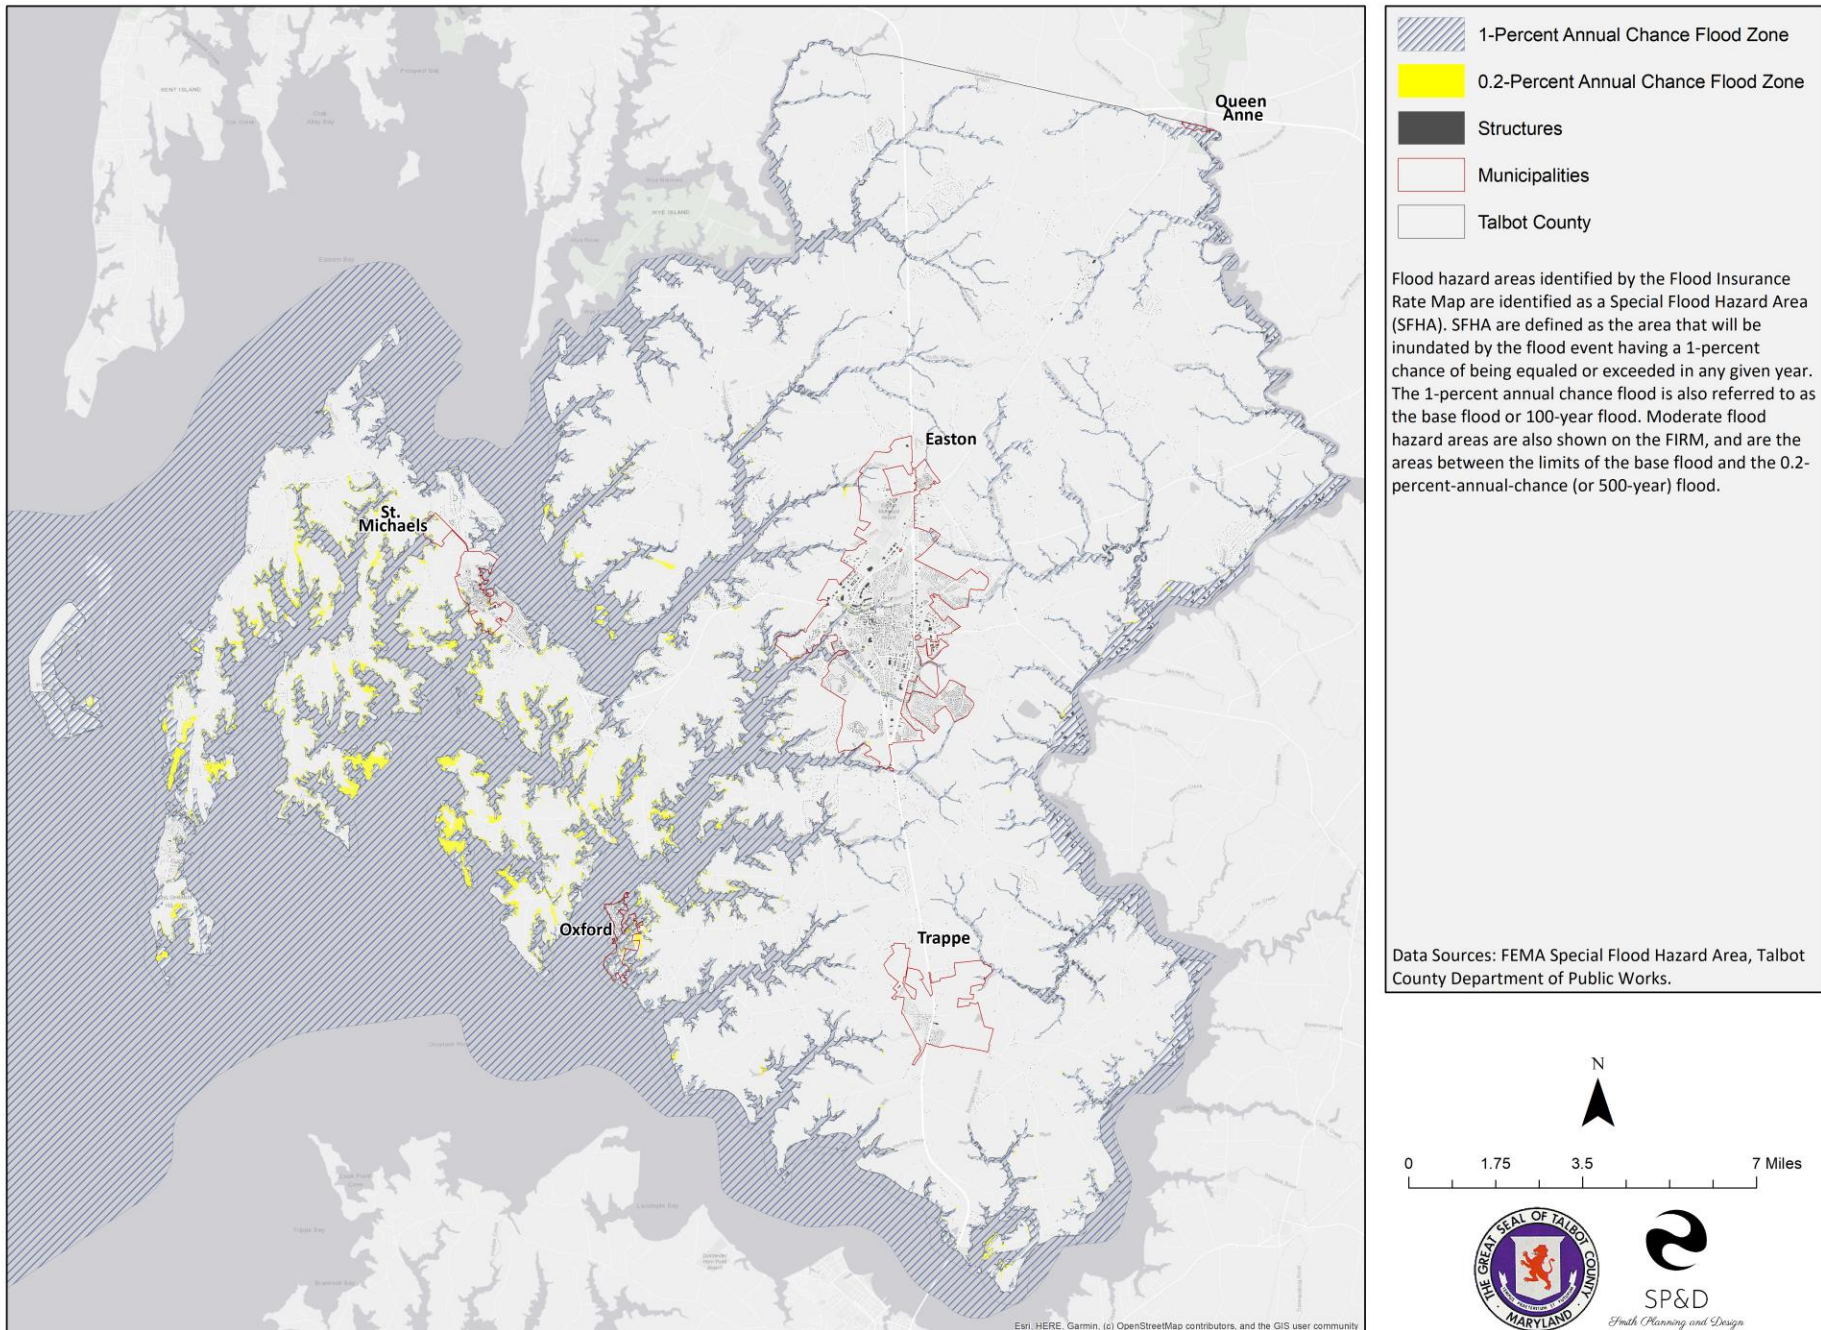 Queen
Anne
Easton
St.
Michaels
Oxford
Trappe
KENT ISLAND
WYE ISLAND
Eastern Bay
Prospect Bay
Esri, HERE, Garmin, (c) OpenStreetMap contributors, and the GIS user community
1-Percent Annual Chance Flood Zone
0.2-Percent Annual Chance Flood Zone
Structures
Municipalities
Talbot County
Flood hazard areas identified by the Flood Insurance
Rate Map are identified as a Special Flood Hazard Area
(SFHA). SFHA are defined as the area that will be
inundated by the flood event having a 1-percent
chance of being equaled or exceeded in any given year.
The 1-percent annual chance flood is also referred to as
the base flood or 100-year flood. Moderate flood
hazard areas are also shown on the FIRM, and are the
areas between the limits of the base flood and the 0.2-
percent-annual-chance (or 500-year) flood.
Data Sources: FEMA Special Flood Hazard Area, Talbot
County Department of Public Works.
N
0 1.75 3.5 7 Miles
THE GREAT SEAL OF TALBOT COUNTY
MARYLAND
SP&D
Smith Planning and Design